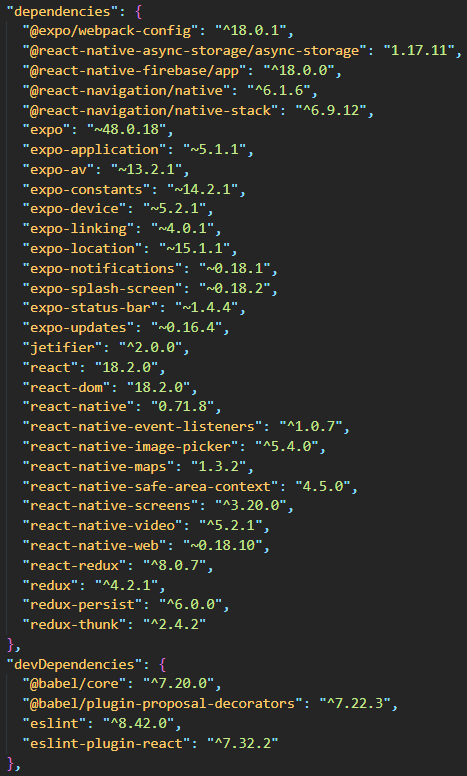 "dependencies": {
"@expo/webpack-config": "^18.0.1",
"@react-native-async-storage/async-storage": "1.17.11",
"@react-native-firebase/app": "^18.0.0",
"@react-navigation/native": "^6.1.6",
"@react-navigation/native-stack": "^6.9.12",
"expo": "~48.0.18",
"expo-application": "~5.1.1",
"expo-av": "~13.2.1",
"expo-constants": "~14.2.1",
"expo-device": "~5.2.1",
"expo-linking": "~4.0.1",
"expo-location": "~15.1.1",
"expo-notifications": "~0.18.1",
"expo-splash-screen": "~0.18.2",
"expo-status-bar": "~1.4.4",
"expo-updates": "~0.16.4",
"jetifier": "^2.0.0",
"react": "18.2.0",
"react-dom": "18.2.0",
"react-native": "0.71.8",
"react-native-event-listeners": "^1.0.7",
"react-native-image-picker": "^5.4.0",
"react-native-maps": "1.3.2",
"react-native-safe-area-context": "4.5.0",
"react-native-screens": "^3.20.0",
"react-native-video": "^5.2.1",
"react-native-web": "~0.18.10",
"react-redux": "^8.0.7",
"redux": "^4.2.1",
"redux-persist": "^6.0.0",
"redux-thunk": "^2.4.2"
},
"devDependencies": {
"@babel/core": "^7.20.0",
"@babel/plugin-proposal-decorators": "^7.22.3",
"eslint": "^8.42.0",
"eslint-plugin-react": "^7.32.2"
},